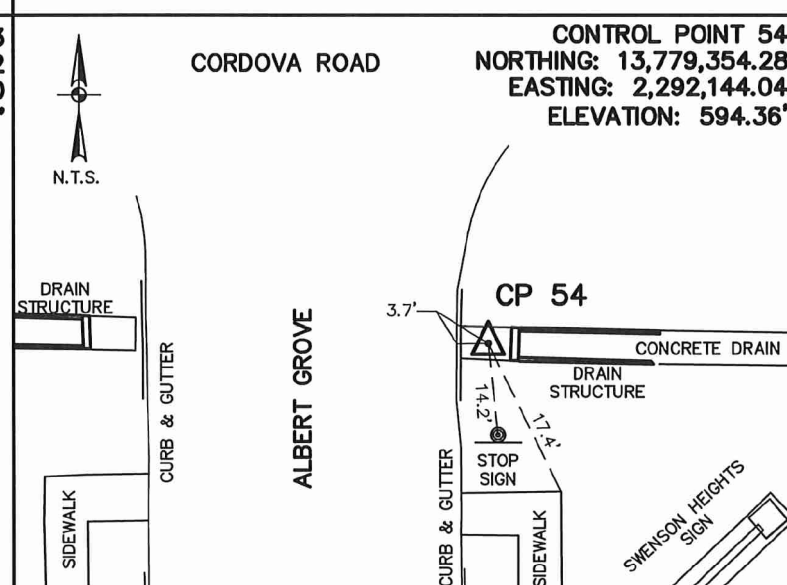 CORDOVA ROAD
CONTROL POINT 54
NORTHING: 13,779,354.28
EASTING: 2,292,144.04
ELEVATION: 594.36'
N.T.S.
DRAIN
STRUCTURE
CURB & GUTTER
SIDEWALK
ALBERT GROVE
3.7'
CP 54
CONCRETE DRAIN
DRAIN
STRUCTURE
14.2'
17.4'
STOP
SIGN
CURB & GUTTER
SIDEWALK
SWENSON HEIGHTS
SIGN